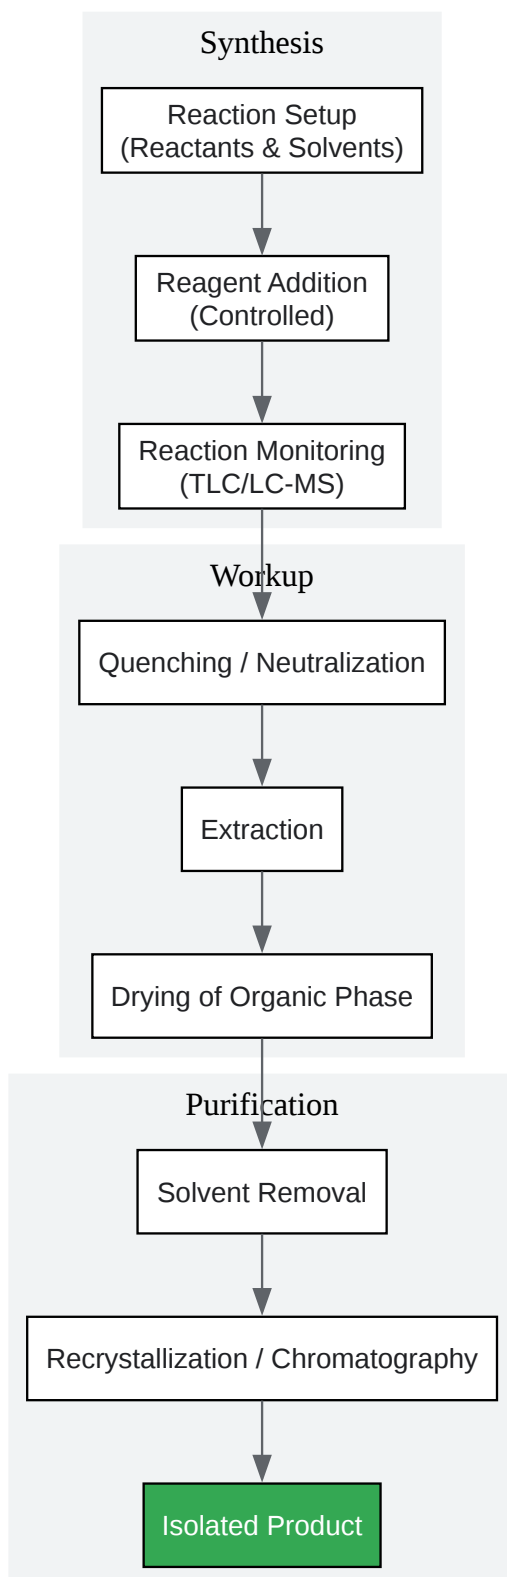 Synthesis
Reaction Setup
(Reactants & Solvents)
Reagent Addition
(Controlled)
Reaction Monitoring
(TLC/LC-MS)
Workup
Quenching / Neutralization
Extraction
Drying of Organic Phase
Purification
Solvent Removal
Recrystallization / Chromatography
Isolated Product